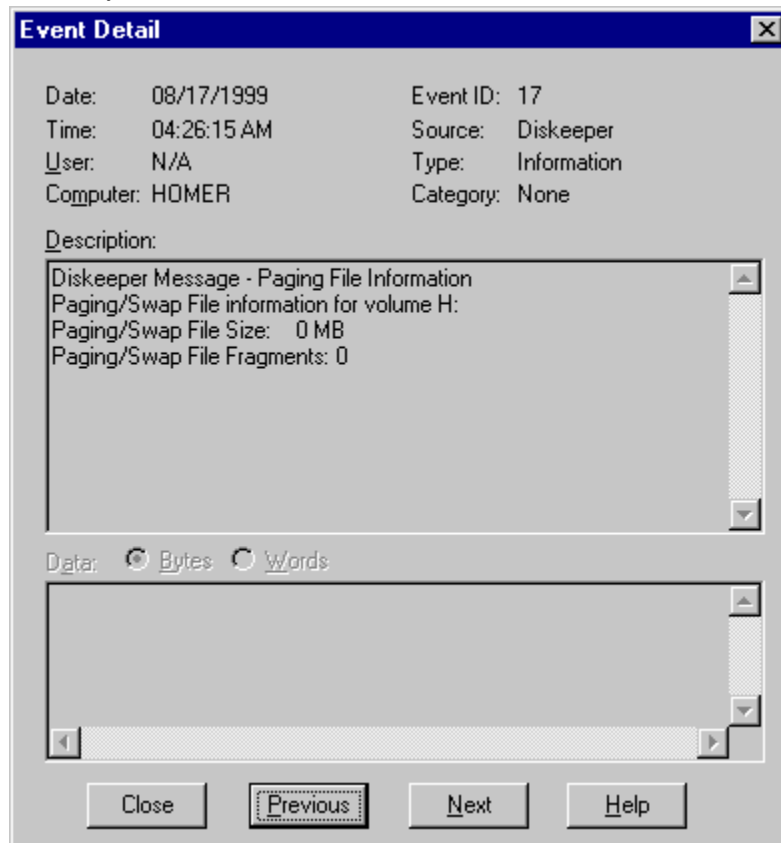 Event Detail
Date: 08/17/1999 Event ID: 17
Time: 04:26:15 AM Source: Diskeeper
User: N/A Type: Information
Computer: HOMER Category: None
Description:
Diskeeper Message - Paging File Information
Paging/Swap File information for volume H:
Paging/Swap File Size: 0 MB
Paging/Swap File Fragments: 0
Data: Bytes Words
Close Previous Next Help